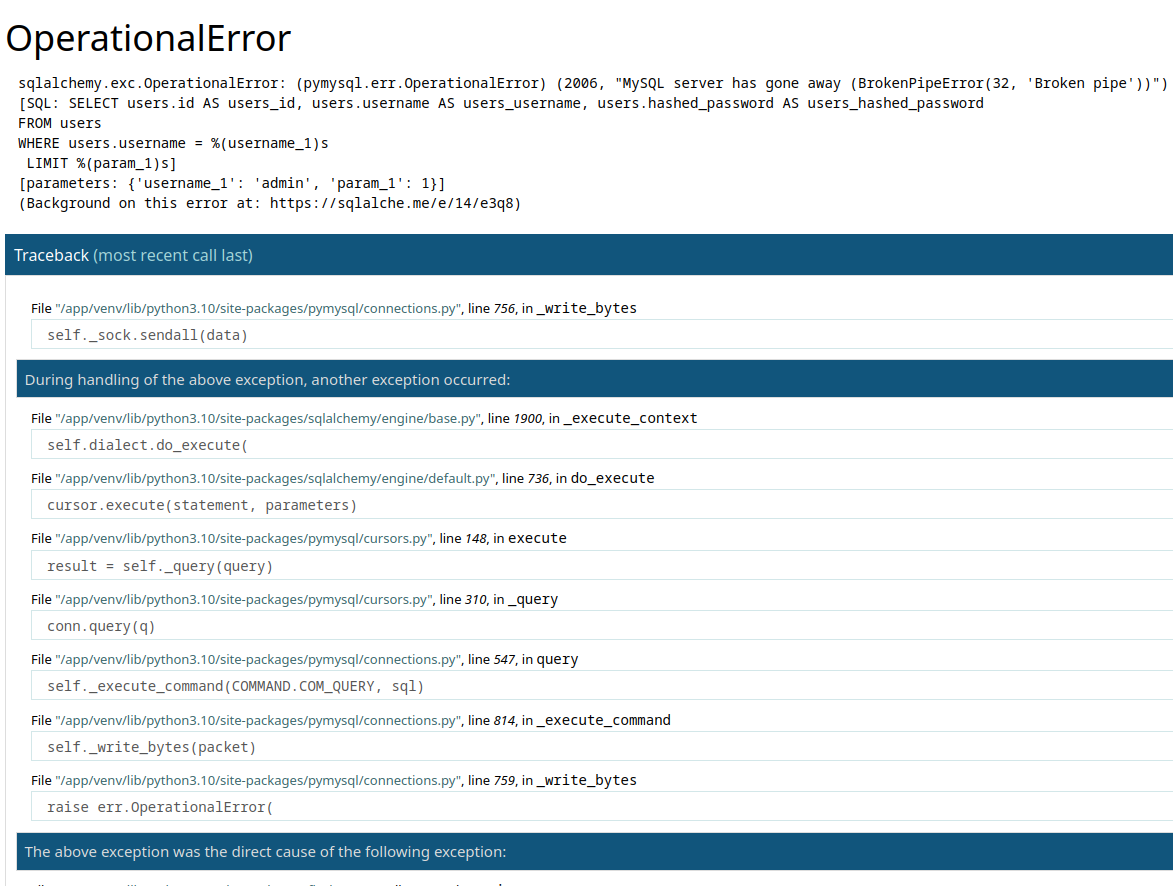 OperationalError
sqlalchemy.exc.OperationalError: (pymysql.err.OperationalError) (2006, "MySQL server has gone away (BrokenPipeError(32, 'Broken pipe'))")
[SQL: SELECT users.id AS users_id, users.username AS users_username, users.hashed_password AS users_hashed_password
FROM users
WHERE users.username = %(username_1)s
 LIMIT %(param_1)s]
[parameters: {'username_1': 'admin', 'param_1': 1}]
(Background on this error at: https://sqlalche.me/e/14/e3q8)
Traceback (most recent call last)
File "/app/venv/lib/python3.10/site-packages/pymysql/connections.py", line 756, in _write_bytes
self._sock.sendall(data)
During handling of the above exception, another exception occurred:
File "/app/venv/lib/python3.10/site-packages/sqlalchemy/engine/base.py", line 1900, in _execute_context
self.dialect.do_execute(
File "/app/venv/lib/python3.10/site-packages/sqlalchemy/engine/default.py", line 736, in do_execute
cursor.execute(statement, parameters)
File "/app/venv/lib/python3.10/site-packages/pymysql/cursors.py", line 148, in execute
result = self._query(query)
File "/app/venv/lib/python3.10/site-packages/pymysql/cursors.py", line 310, in _query
conn.query(q)
File "/app/venv/lib/python3.10/site-packages/pymysql/connections.py", line 547, in query
self._execute_command(COMMAND.COM_QUERY, sql)
File "/app/venv/lib/python3.10/site-packages/pymysql/connections.py", line 814, in _execute_command
self._write_bytes(packet)
File "/app/venv/lib/python3.10/site-packages/pymysql/connections.py", line 759, in _write_bytes
raise err.OperationalError(
The above exception was the direct cause of the following exception: